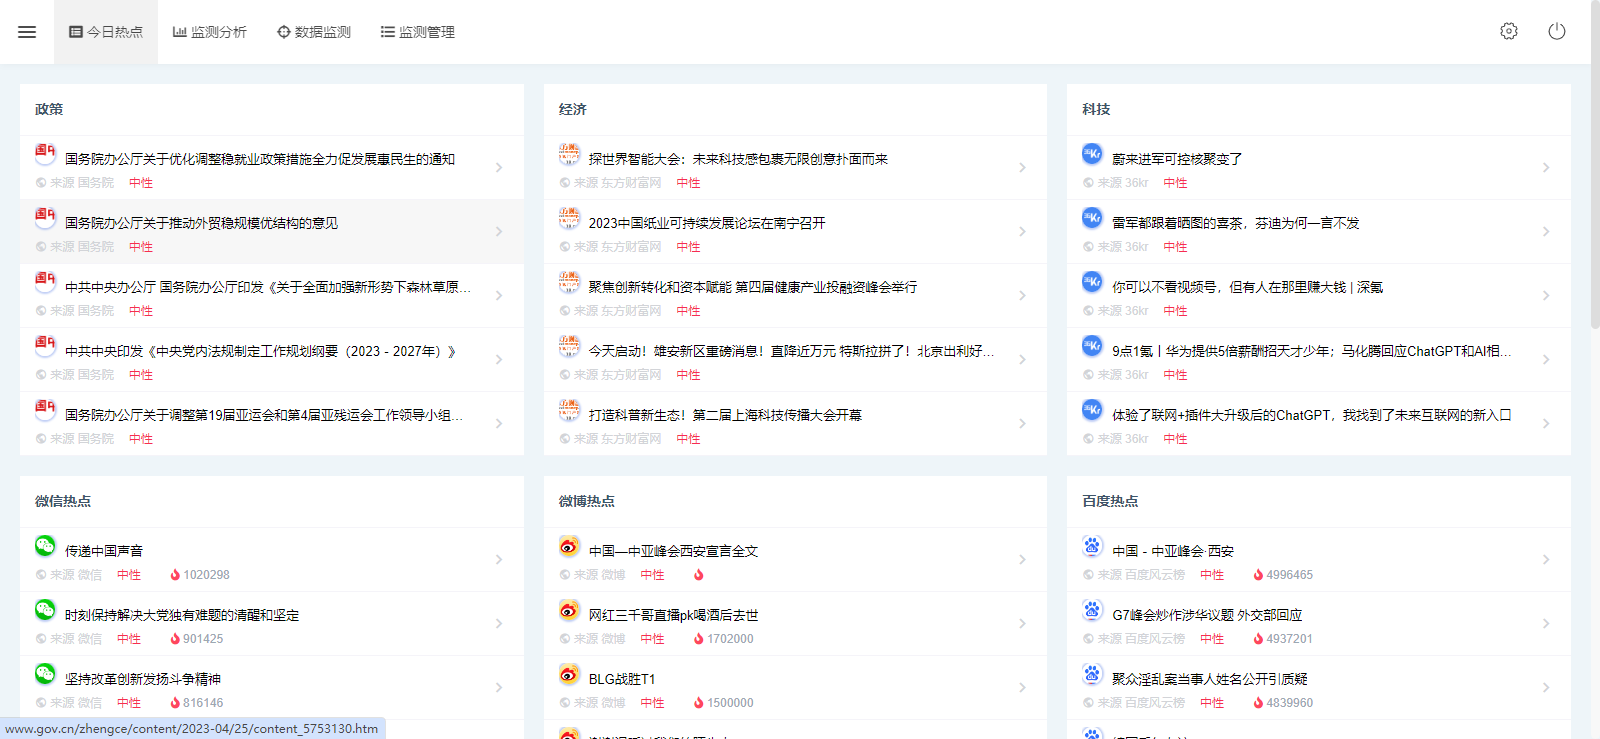 今日热点
监测分析
数据监测
监测管理
政策
国务院办公厅关于优化调整稳就业政策措施全力促发展惠民生的通知
来源 国务院 中性
国务院办公厅关于推动外贸稳规模优结构的意见
来源 国务院 中性
中共中央办公厅 国务院办公厅印发《关于全面加强新形势下森林草原...
来源 国务院 中性
中共中央印发《中央党内法规制定工作规划纲要（2023－2027年）》
来源 国务院 中性
国务院办公厅关于调整第19届亚运会和第4届亚残运会工作领导小组...
来源 国务院 中性
经济
探世界智能大会：未来科技感包裹无限创意扑面而来
来源 东方财富网 中性
2023中国纸业可持续发展论坛在南宁召开
来源 东方财富网 中性
聚焦创新转化和资本赋能 第四届健康产业投融资峰会举行
来源 东方财富网 中性
今天启动！雄安新区重磅消息！直降近万元 特斯拉拼了！北京出利好...
来源 东方财富网 中性
打造科普新生态！第二届上海科技传播大会开幕
来源 东方财富网 中性
科技
蔚来进军可控核聚变了
来源 36kr 中性
雷军都跟着晒图的喜茶，芬迪为何一言不发
来源 36kr 中性
你可以不看视频号，但有人在那里赚大钱 | 深氪
来源 36kr 中性
9点1氪丨华为提供5倍薪酬招天才少年；马化腾回应ChatGPT和AI相...
来源 36kr 中性
体验了联网+插件大升级后的ChatGPT，我找到了未来互联网的新入口
来源 36kr 中性
微信热点
传递中国声音
来源 微信 中性 1020298
时刻保持解决大党独有难题的清醒和坚定
来源 微信 中性 901425
坚持改革创新发扬斗争精神
来源 微信 中性 816146
微博热点
中国—中亚峰会西安宣言全文
来源 微博 中性
网红三千哥直播pk喝酒后去世
来源 微博 中性 1702000
BLG战胜T1
来源 微博 中性 1500000
百度热点
中国－中亚峰会·西安
来源 百度风云榜 中性 4996465
G7峰会炒作涉华议题 外交部回应
来源 百度风云榜 中性 4937201
聚众淫乱案当事人姓名公开引质疑
来源 百度风云榜 中性 4839960
www.gov.cn/zhengce/content/2023-04/25/content_5753130.htm